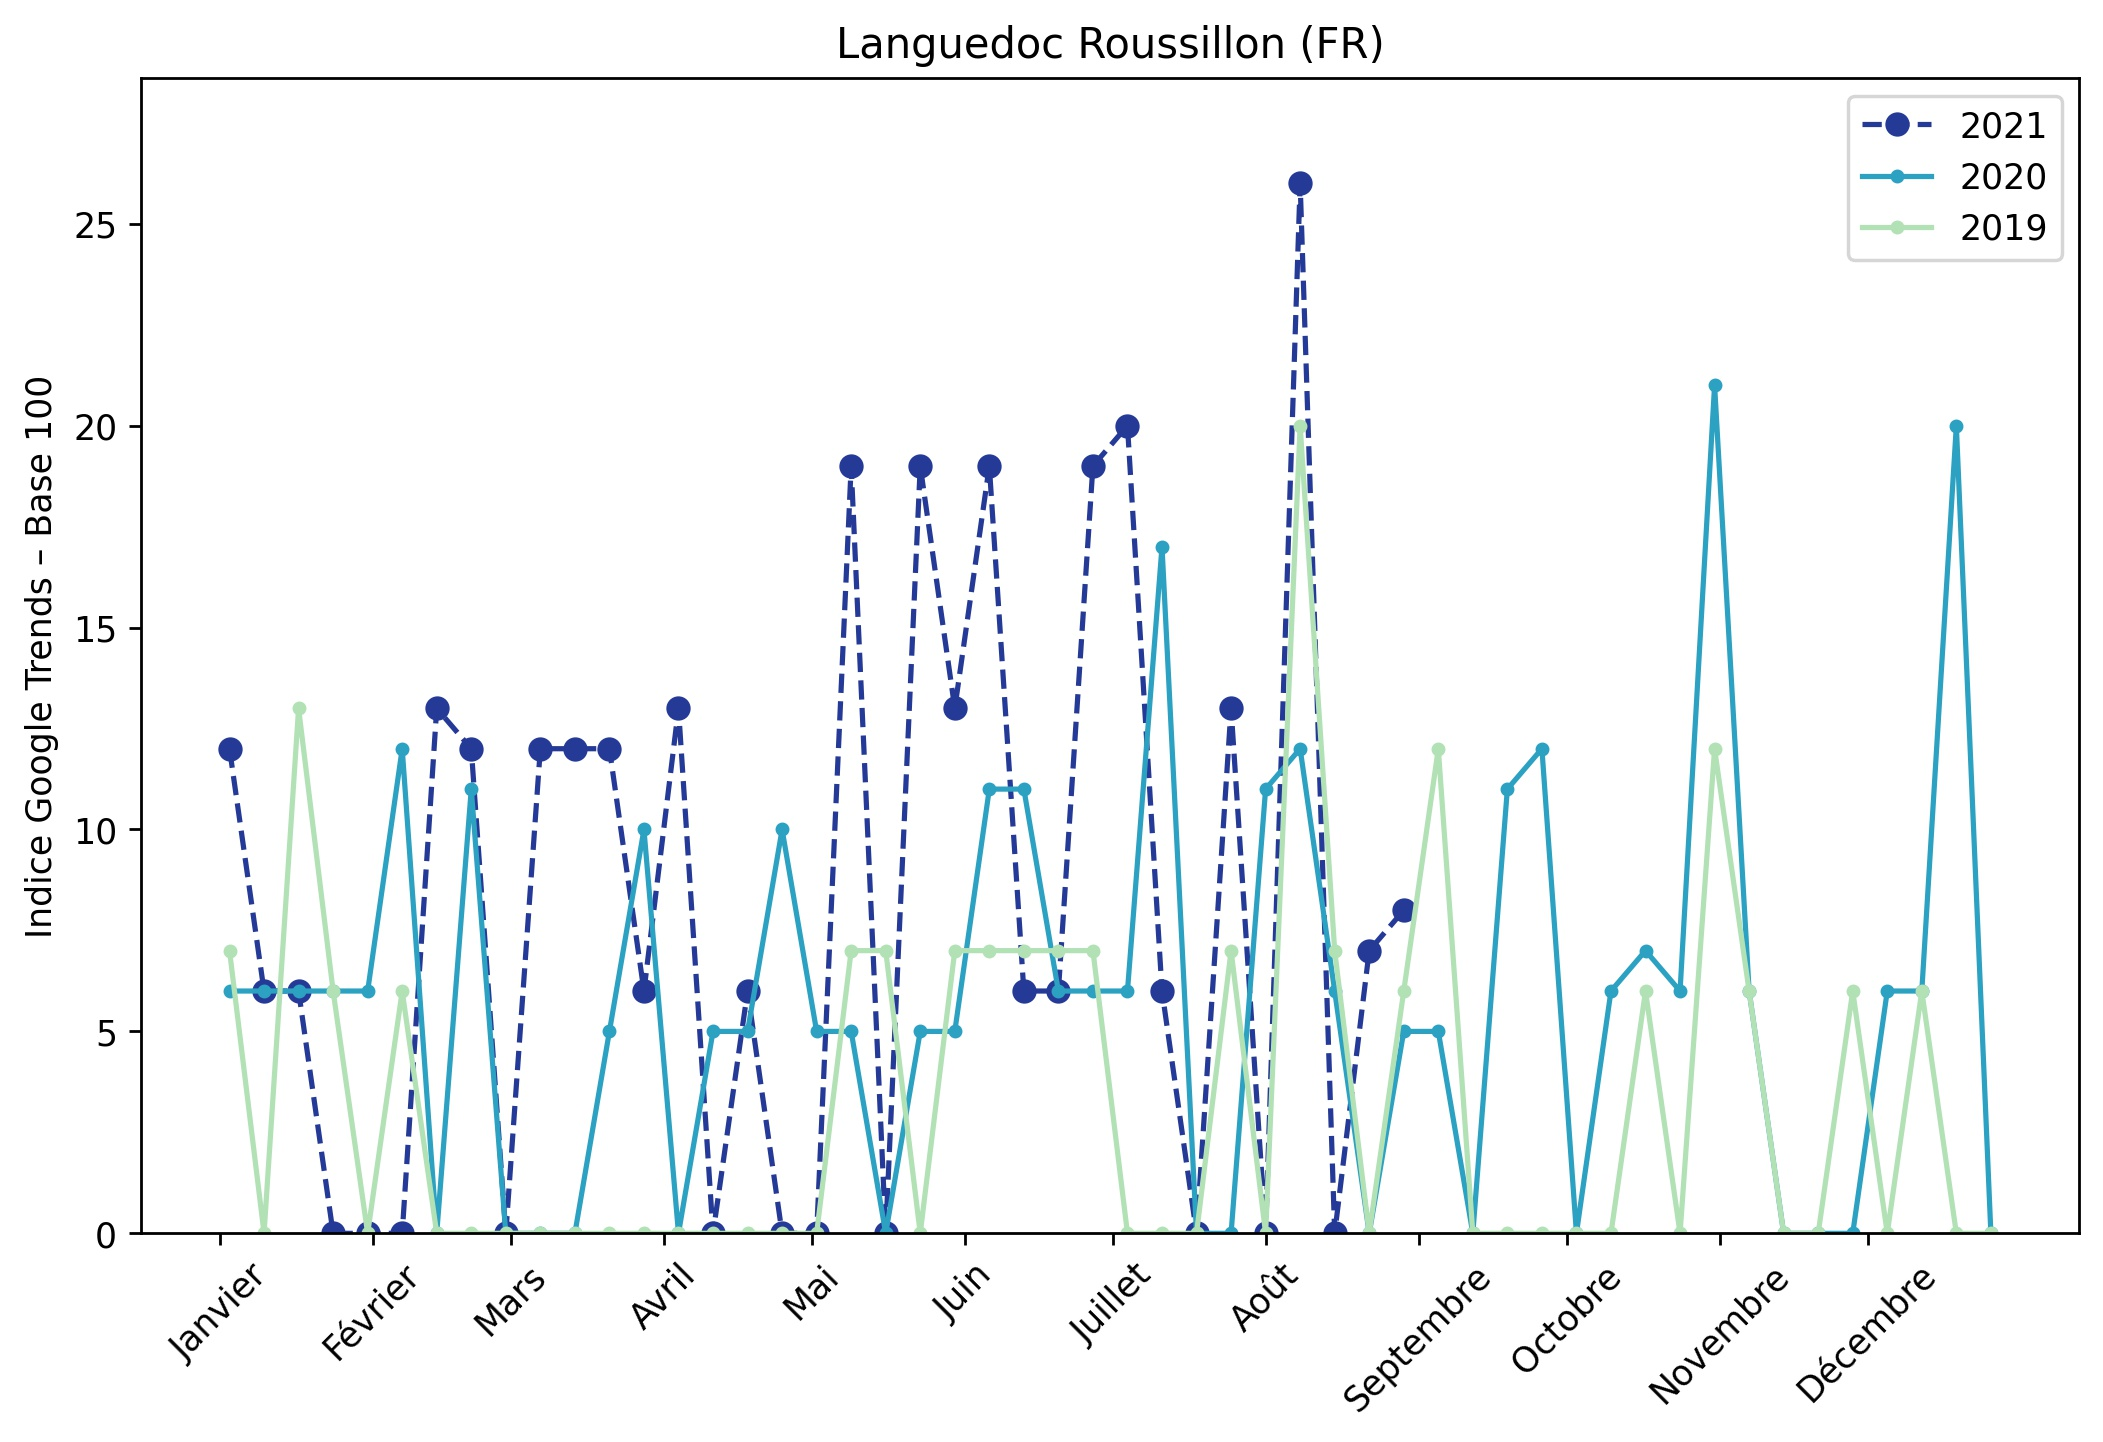 Languedoc Roussillon (FR)
Indice Google Trends – Base 100
25
20
15
10
5
0
2021
2020
2019
Janvier
Février
Mars
Avril
Mai
Juin
Juillet
Août
Septembre
Octobre
Novembre
Décembre